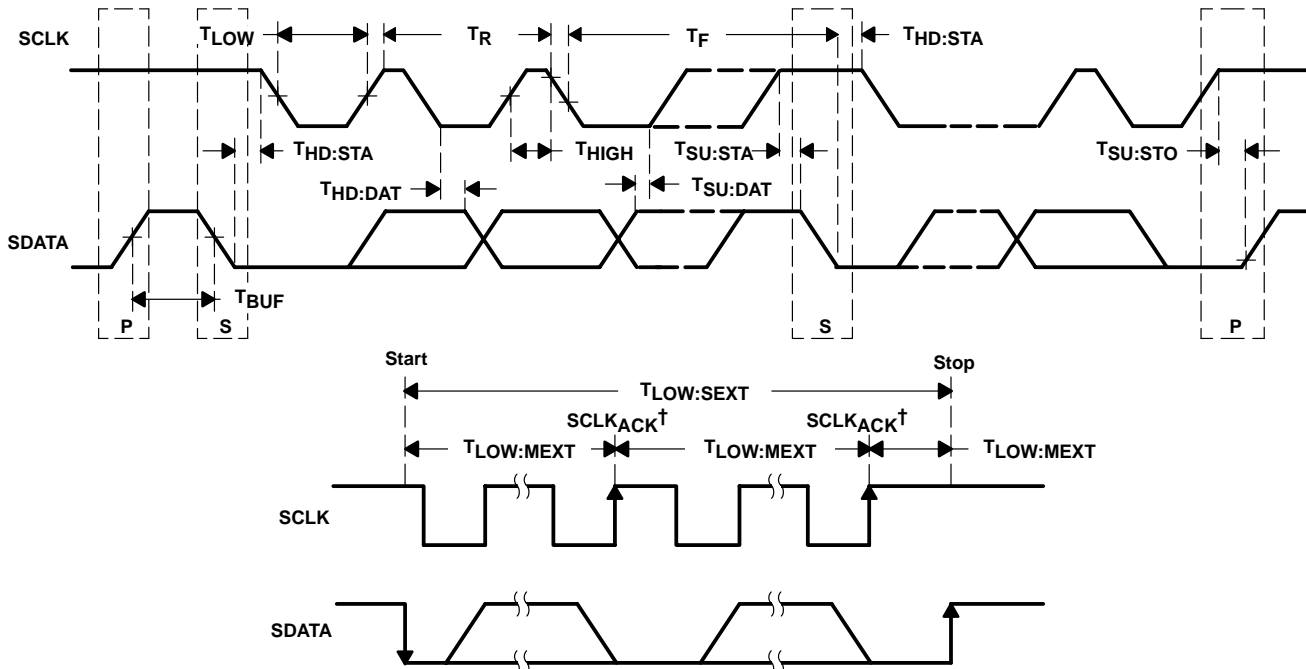 SCLK
TLOW
TR
TF
THD:STA
THD:STA
THIGH
TSU:STA
TSU:STO
THD:DAT
TSU:DAT
SDATA
TBUF
P
S
S
P
Start
Stop
TLOW:SEXT
SCLKACK†
SCLKACK†
TLOW:MEXT
TLOW:MEXT
TLOW:MEXT
SCLK
SDATA